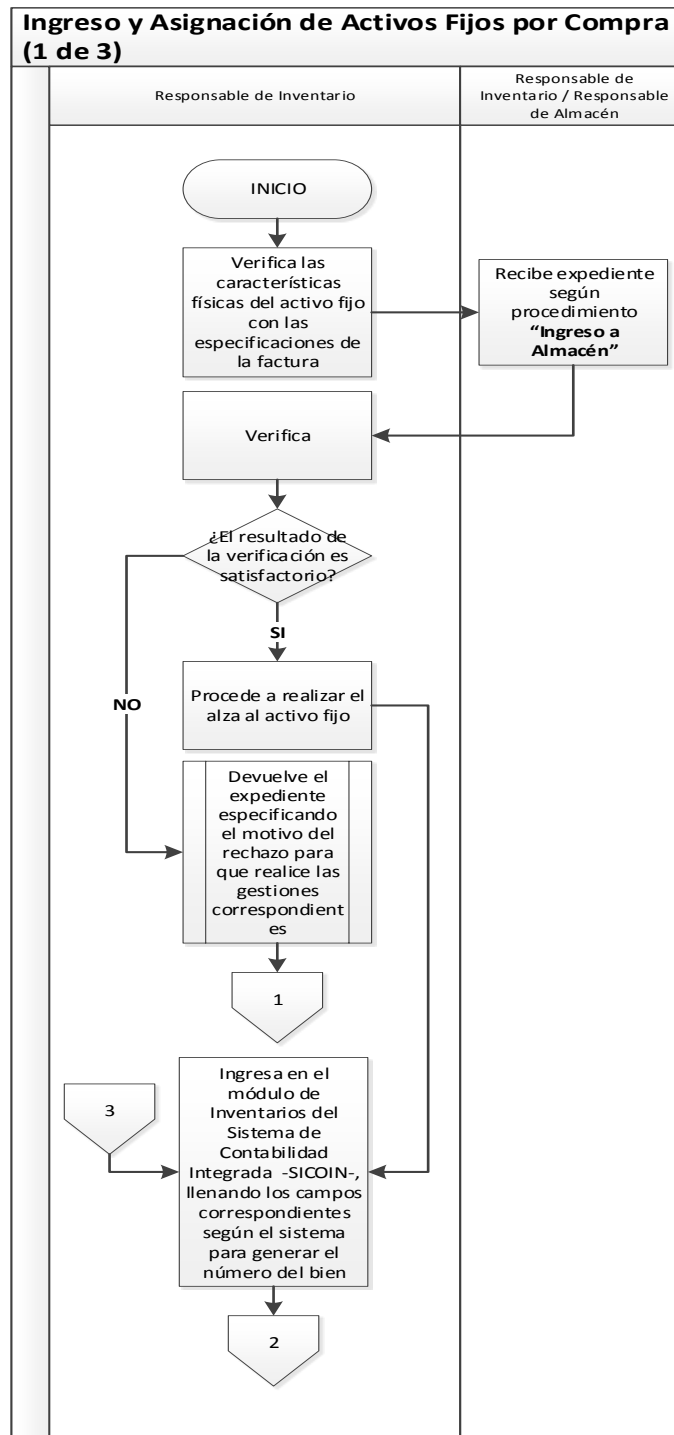 Ingreso y Asignación de Activos Fijos por Compra
(1 de 3)
Responsable de Inventario
Responsable de
Inventario / Responsable
de Almacén
INICIO
Verifica las
características
físicas del activo fijo
con las
especificaciones de
la factura
Recibe expediente
según
procedimiento
“Ingreso a
Almacén”
Verifica
¿El resultado de
la verificación es
satisfactorio?
SI
NO
Procede a realizar el
alza al activo fijo
Devuelve el
expediente
especificando
el motivo del
rechazo para
que realice las
gestiones
correspondient
es
1
3
Ingresa en el
módulo de
Inventarios del
Sistema de
Contabilidad
Integrada -SICOIN-,
llenando los campos
correspondientes
según el sistema
para generar el
número del bien
2